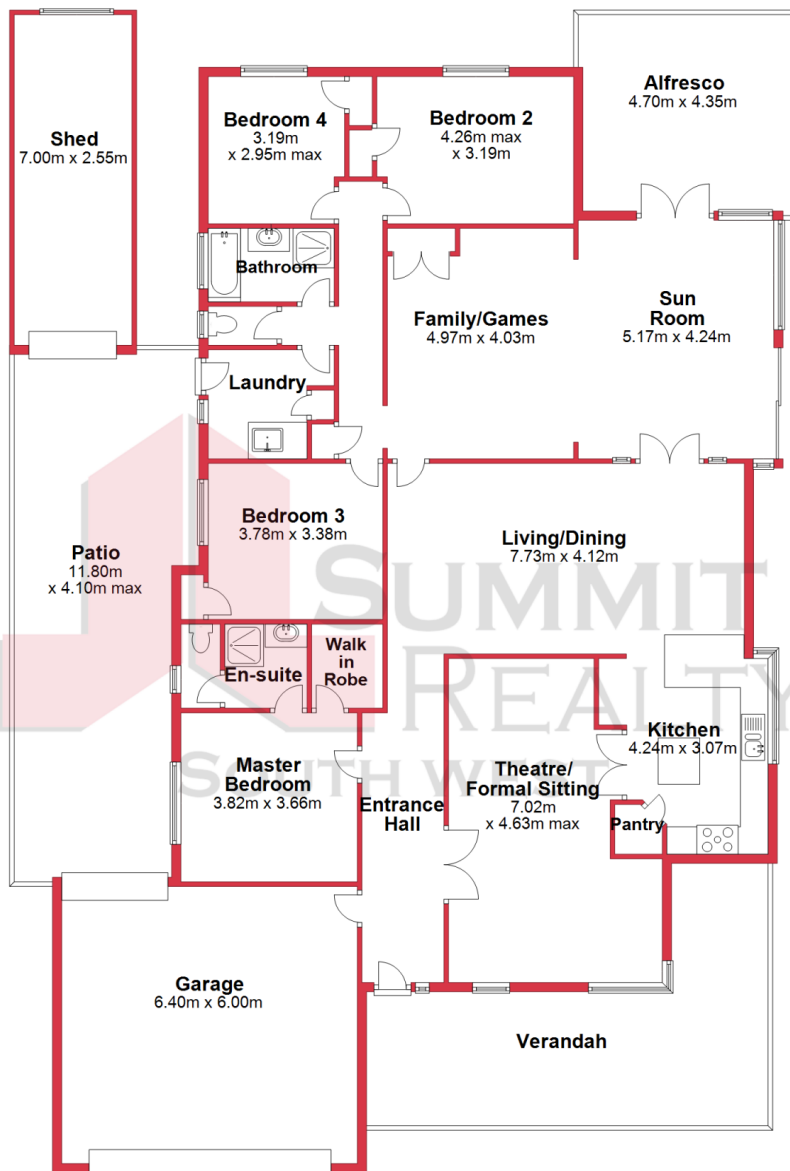 Alfresco
4.70m x 4.35m
Shed
7.00m x 2.55m
Bedroom 4
3.19m
x 2.95m max
Bedroom 2
4.26m max
x 3.19m
Bathroom
Family/Games
4.97m x 4.03m
Sun
Room
5.17m x 4.24m
Laundry
Bedroom 3
3.78m x 3.38m
Living/Dining
7.73m x 4.12m
Patio
11.80m
x 4.10m max
SUMMIT
REALTY
SOUTH WEST
En-suite
Walk
in
Robe
Kitchen
4.24m x 3.07m
Master
Bedroom
3.82m x 3.66m
Theatre/
Formal Sitting
7.02m
x 4.63m max
Entrance
Hall
Pantry
Garage
6.40m x 6.00m
Verandah